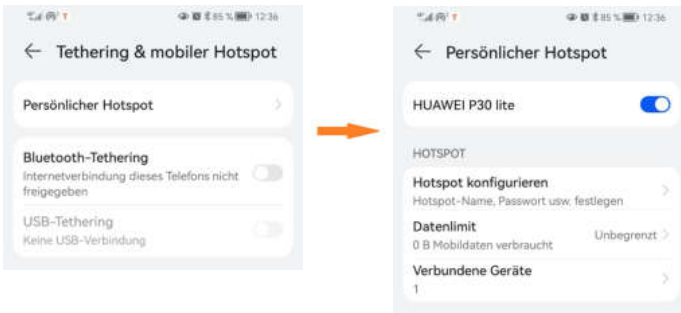 85 % 12:36
Tethering & mobiler Hotspot
Persönlicher Hotspot
Bluetooth-Tethering
Internetverbindung dieses Telefons nicht
freigegeben
USB-Tethering
Keine USB-Verbindung
85 % 12:36
Persönlicher Hotspot
HUAWEI P30 lite
HOTSPOT
Hotspot konfigurieren
Hotspot-Name, Passwort usw. festlegen
Datenlimit
0 B Mobildaten verbraucht
Unbegrenzt
Verbundene Geräte
1